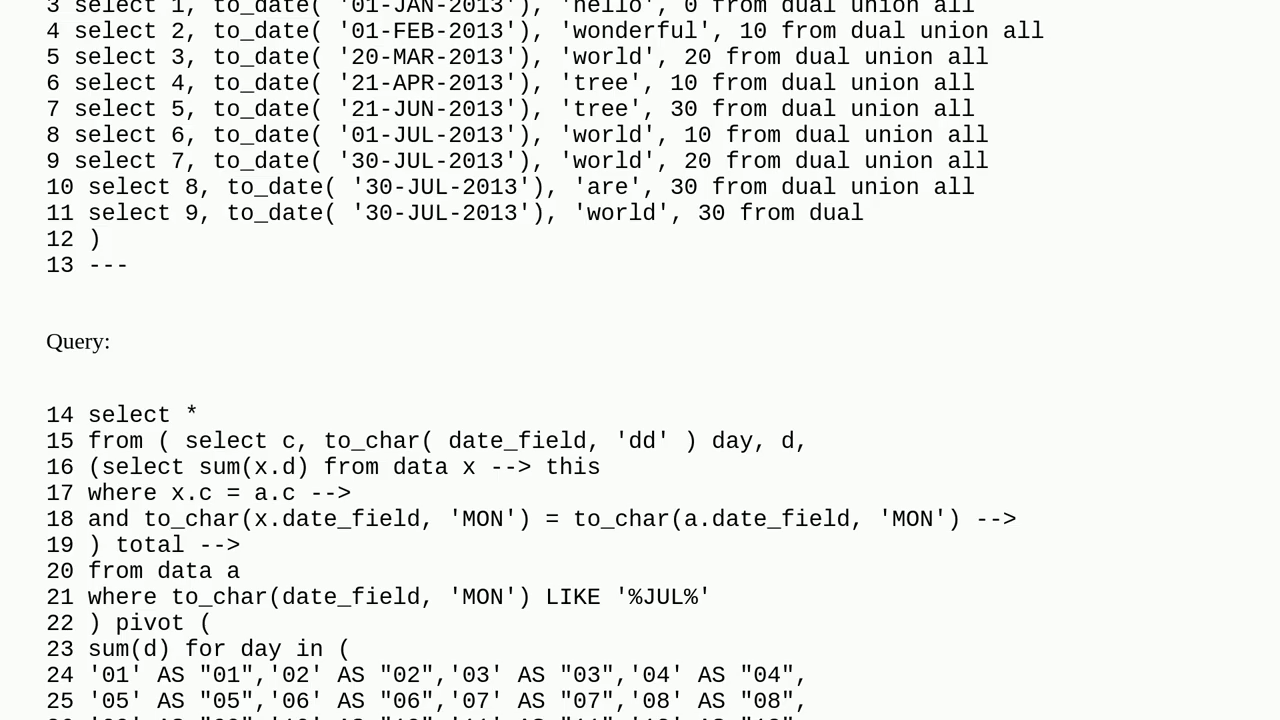 3 select 1, to_date( '01-JAN-2013'), 'hello', 0 from dual union all
4 select 2, to_date( '01-FEB-2013'), 'wonderful', 10 from dual union all
5 select 3, to_date( '20-MAR-2013'), 'world', 20 from dual union all
6 select 4, to_date( '21-APR-2013'), 'tree', 10 from dual union all
7 select 5, to_date( '21-JUN-2013'), 'tree', 30 from dual union all
8 select 6, to_date( '01-JUL-2013'), 'world', 10 from dual union all
9 select 7, to_date( '30-JUL-2013'), 'world', 20 from dual union all
10 select 8, to_date( '30-JUL-2013'), 'are', 30 from dual union all
11 select 9, to_date( '30-JUL-2013'), 'world', 30 from dual
12 )
13 ---
Query:
14 select *
15 from ( select c, to_char( date_field, 'dd' ) day, d,
16 (select sum(x.d) from data x --> this
17 where x.c = a.c -->
18 and to_char(x.date_field, 'MON') = to_char(a.date_field, 'MON') -->
19 ) total -->
20 from data a
21 where to_char(date_field, 'MON') LIKE '%JUL%'
22 ) pivot (
23 sum(d) for day in (
24 '01' AS "01",'02' AS "02",'03' AS "03",'04' AS "04",
25 '05' AS "05",'06' AS "06",'07' AS "07",'08' AS "08",